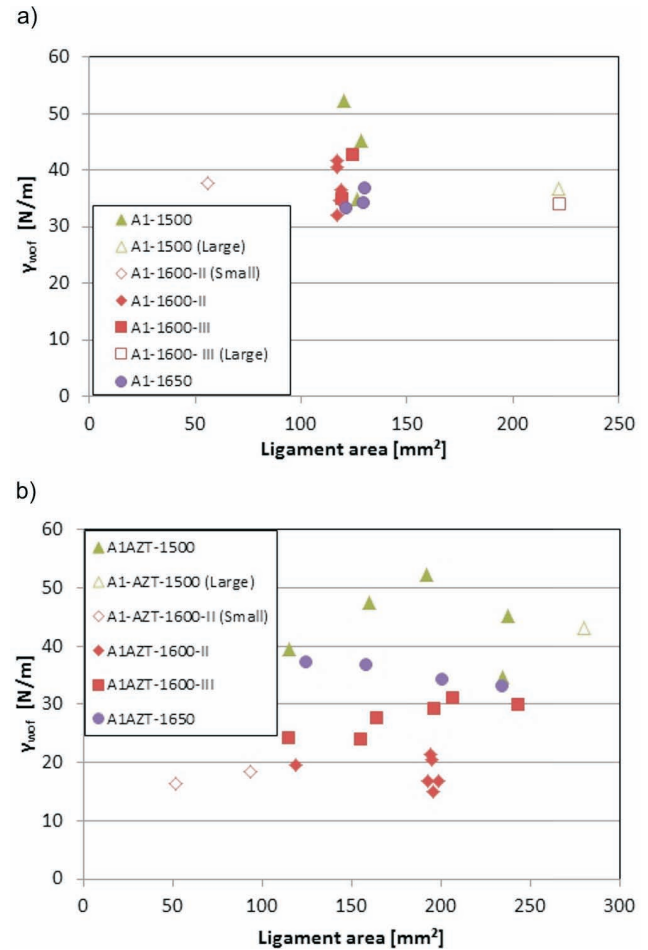 a)
60
50
40
30
20
10
0
γwof [N/m]
A1-1500
A1-1500 (Large)
A1-1600-II (Small)
A1-1600-II
A1-1600-III
A1-1600- III (Large)
A1-1650
0 50 100 150 200 250
Ligament area [mm²]
b)
60
50
40
30
20
10
0
γwof [N/m]
A1AZT-1500
A1-AZT-1500 (Large)
A1-AZT-1600-II (Small)
A1AZT-1600-II
A1AZT-1600-III
A1AZT-1650
0 50 100 150 200 250 300
Ligament area [mm²]